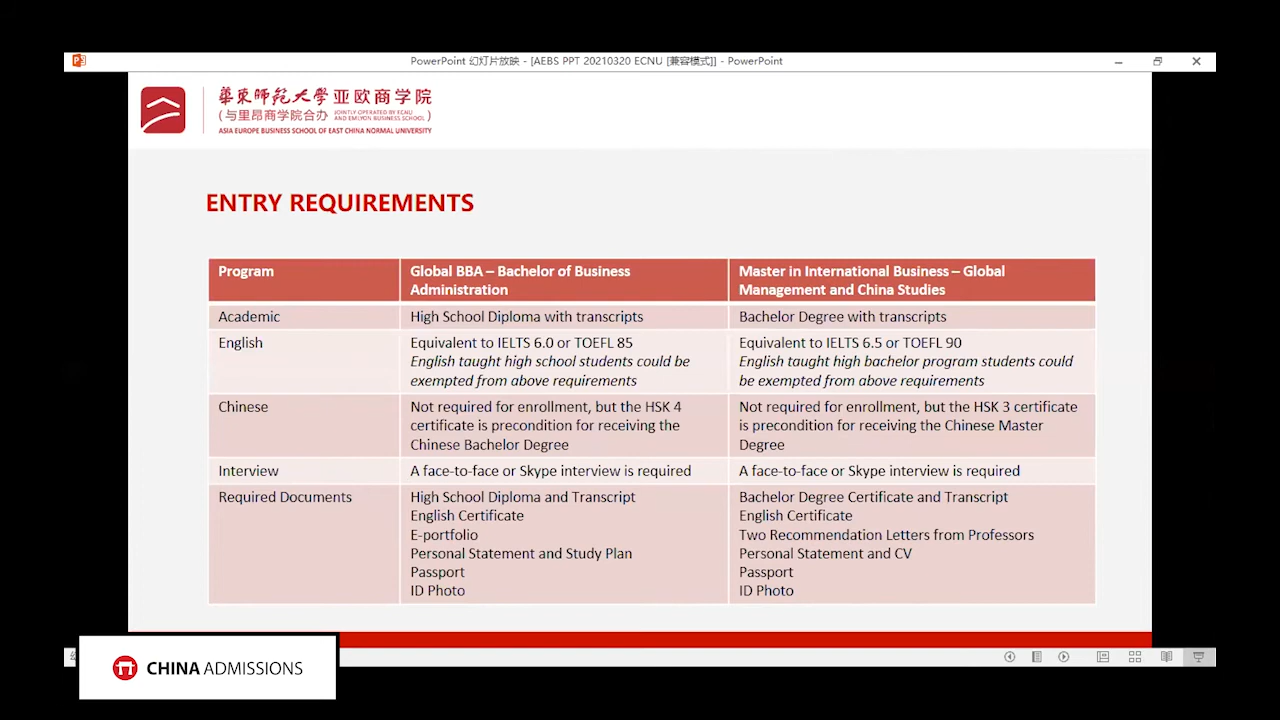 PowerPoint 幻灯片放映 - [AEBS PPT 20210320 ECNU [兼容模式]] - PowerPoint
華東師範大學 亚欧商学院
(与里昂商学院合办 JOINTLY OPERATED BY ECNU AND EMLYON BUSINESS SCHOOL)
ASIA EUROPE BUSINESS SCHOOL OF EAST CHINA NORMAL UNIVERSITY
ENTRY REQUIREMENTS
Program
Global BBA – Bachelor of Business
Administration
Master in International Business – Global
Management and China Studies
Academic
High School Diploma with transcripts
Bachelor Degree with transcripts
English
Equivalent to IELTS 6.0 or TOEFL 85
English taught high school students could be
exempted from above requirements
Equivalent to IELTS 6.5 or TOEFL 90
English taught high bachelor program students could
be exempted from above requirements
Chinese
Not required for enrollment, but the HSK 4
certificate is precondition for receiving the
Chinese Bachelor Degree
Not required for enrollment, but the HSK 3 certificate
is precondition for receiving the Chinese Master
Degree
Interview
A face-to-face or Skype interview is required
A face-to-face or Skype interview is required
Required Documents
High School Diploma and Transcript
English Certificate
E-portfolio
Personal Statement and Study Plan
Passport
ID Photo
Bachelor Degree Certificate and Transcript
English Certificate
Two Recommendation Letters from Professors
Personal Statement and CV
Passport
ID Photo
CHINA ADMISSIONS